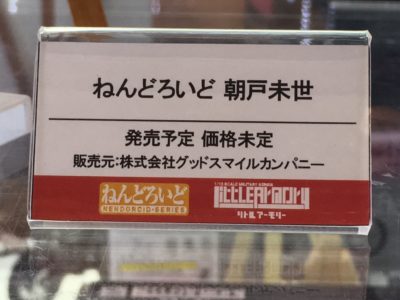 ねんどろいど 朝戸未世
発売予定 価格未定
販売元:株式会社グッドスマイルカンパニー
ねんどろいど
NENDOROID-SERIES
LITTLEARMORY
リトルアーモリー